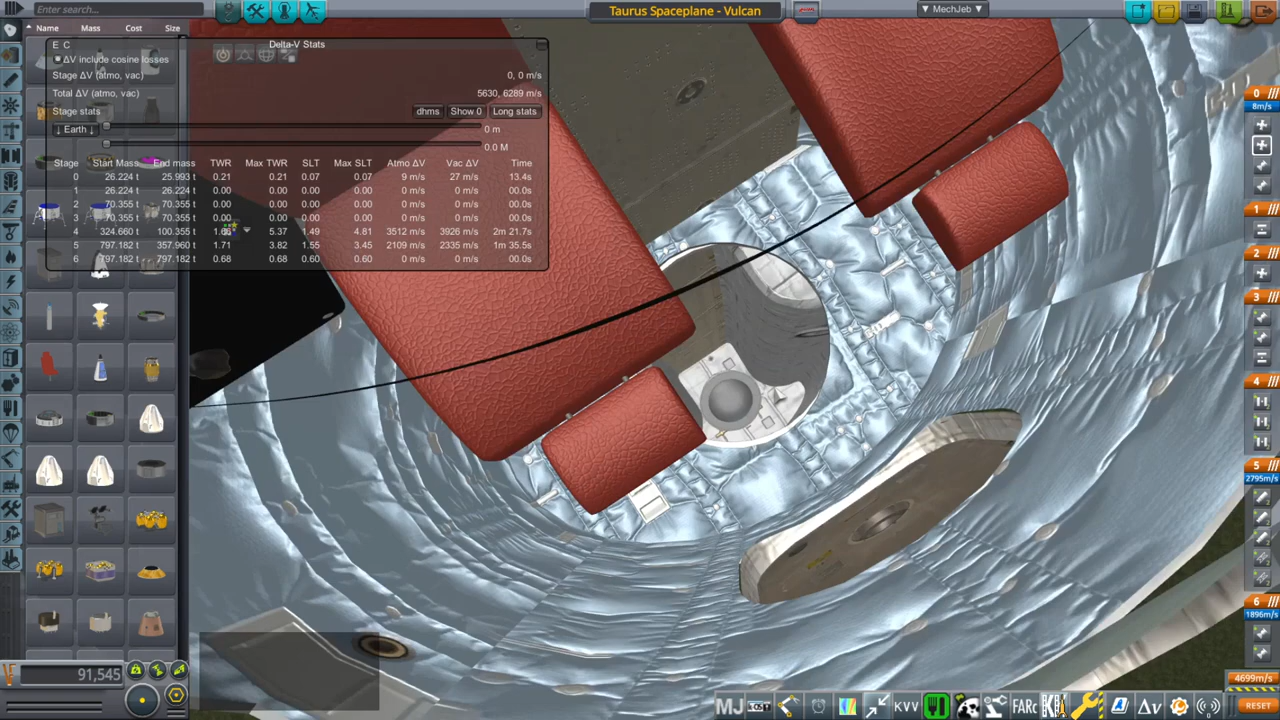 ENTER TEXT TO SEARCH...
Taurus Spaceplane - Vulcan
▼ MechJeb ▼
Name Mass Cost Size
E C
Delta-V Stats
ΔV include cosine losses
Stage ΔV (atmo, vac) 0, 0 m/s
Total ΔV (atmo, vac) 5630, 6289 m/s
Stage stats dhms Show 0 Long stats
↓ Earth ↓ 0 m
0.0 M
Stage Start Mass End mass TWR Max TWR SLT Max SLT Atmo ΔV Vac ΔV Time
0 26.224 t 25.993 t 0.21 0.21 0.07 0.07 9 m/s 27 m/s 13.4s
1 26.224 t 26.224 t 0.00 0.00 0.00 0.00 0 m/s 0 m/s 00.0s
2 70.355 t 70.355 t 0.00 0.00 0.00 0.00 0 m/s 0 m/s 00.0s
3 70.355 t 70.355 t 0.00 0.00 0.00 0.00 0 m/s 0 m/s 00.0s
4 324.660 t 100.355 t 5.37 1.49 4.81 3512 m/s 3926 m/s 2m 21.7s
5 797.182 t 357.960 t 1.71 3.82 1.55 3.45 2109 m/s 2335 m/s 1m 35.5s
6 797.182 t 797.182 t 0.68 0.68 0.60 0.60 0 m/s 0 m/s 00.0s
0
8m/s
1
2
3
4
5
2795m/s
6
1896m/s
4699m/s
91,545
MJ KVV FARc Δv RESET